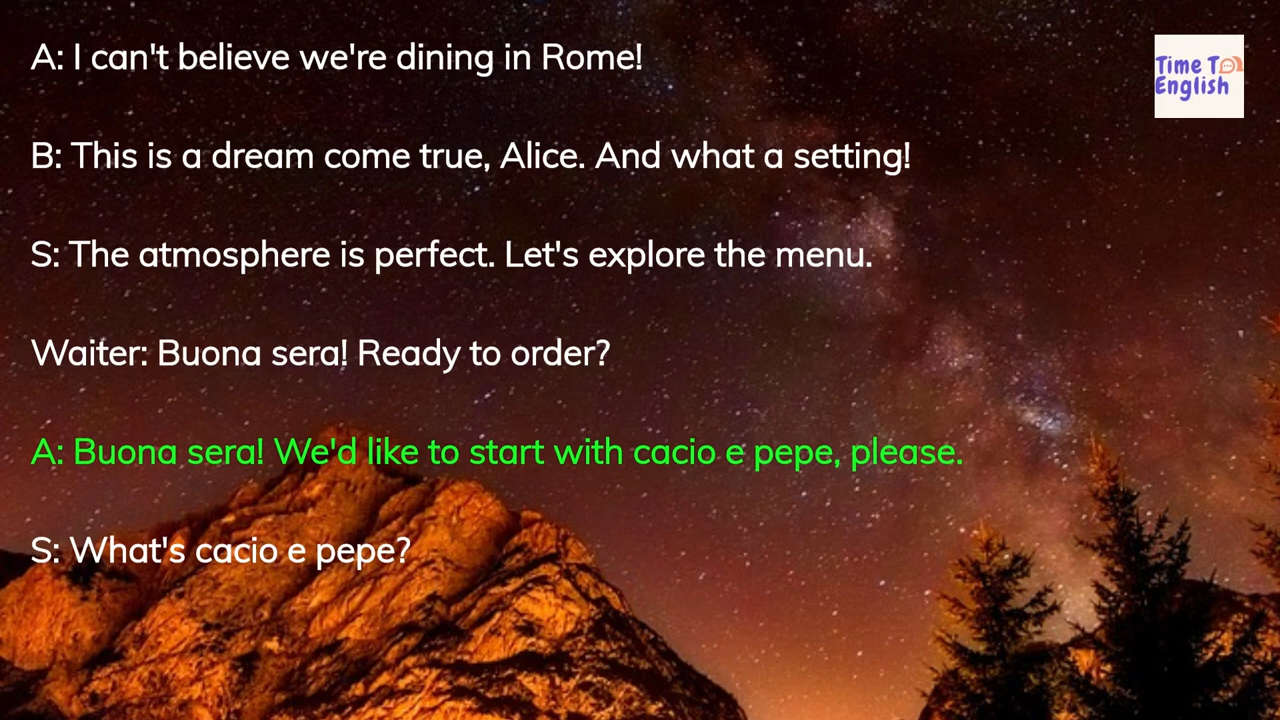 A: I can't believe we're dining in Rome!
Time To
English
B: This is a dream come true, Alice. And what a setting!
S: The atmosphere is perfect. Let's explore the menu.
Waiter: Buona sera! Ready to order?
A: Buona sera! We'd like to start with cacio e pepe, please.
S: What's cacio e pepe?